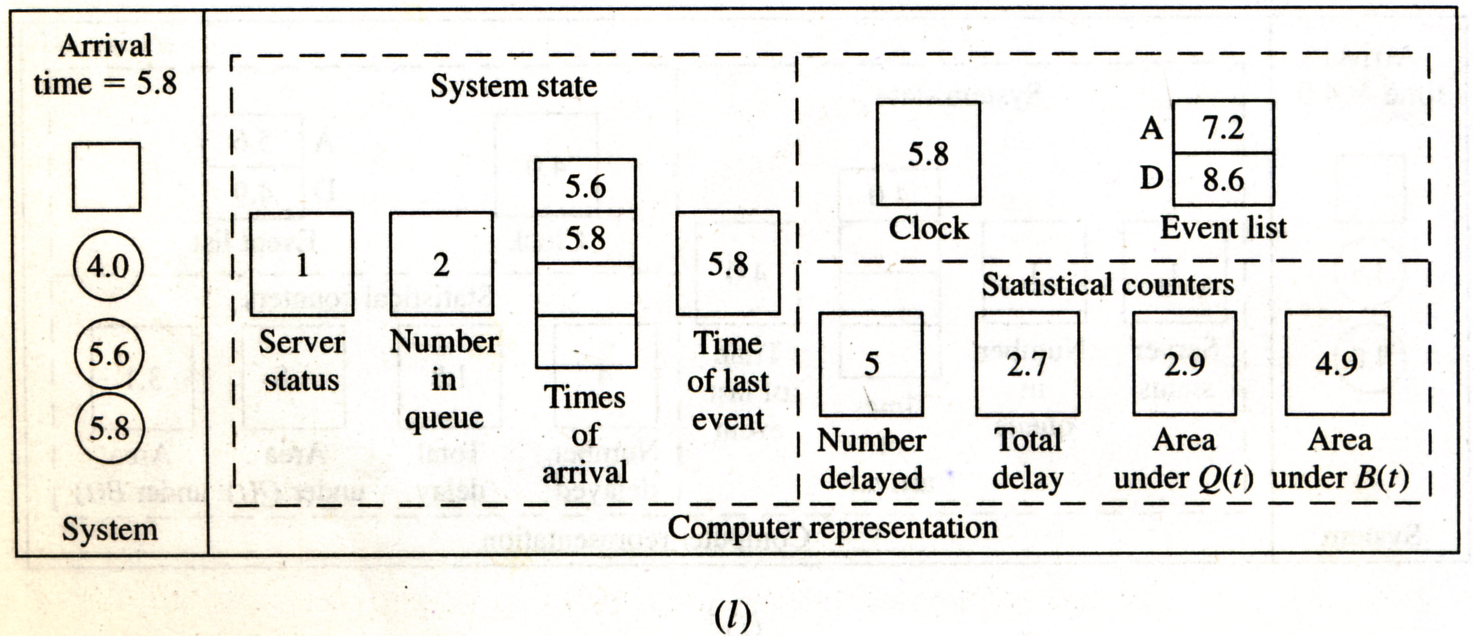 Arrival
time = 5.8
4.0
5.6
5.8
System
System state
1
Server
status
2
Number
in
queue
5.6
5.8
Times
of
arrival
5.8
Time
of last
event
5.8
Clock
A 7.2
D 8.6
Event list
Statistical counters
5
Number
delayed
2.7
Total
delay
2.9
Area
under Q(t)
4.9
Area
under B(t)
Computer representation
(l)